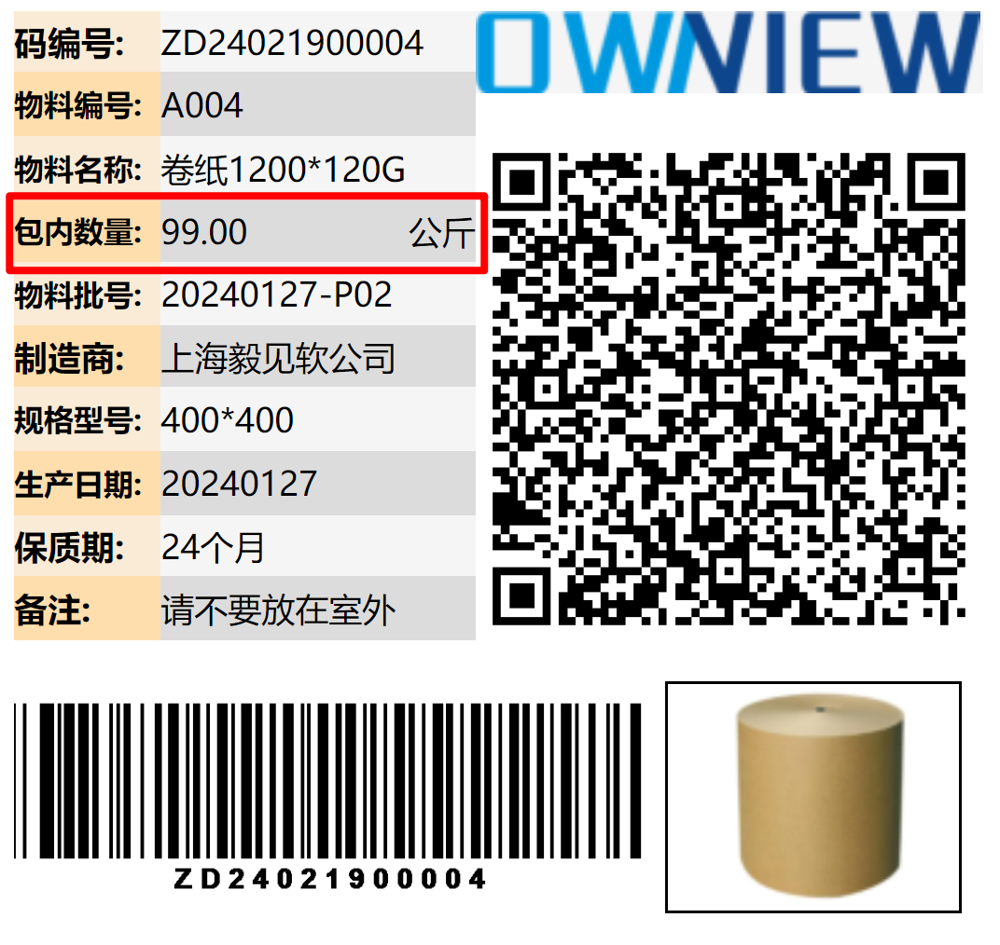 码编号: ZD24021900004
OWNVIEW
物料编号: A004
物料名称: 卷纸1200*120G
包内数量: 99.00 公斤
物料批号: 20240127-P02
制造商: 上海毅见软公司
规格型号: 400*400
生产日期: 20240127
保质期: 24个月
备注: 请不要放在室外
ZD24021900004